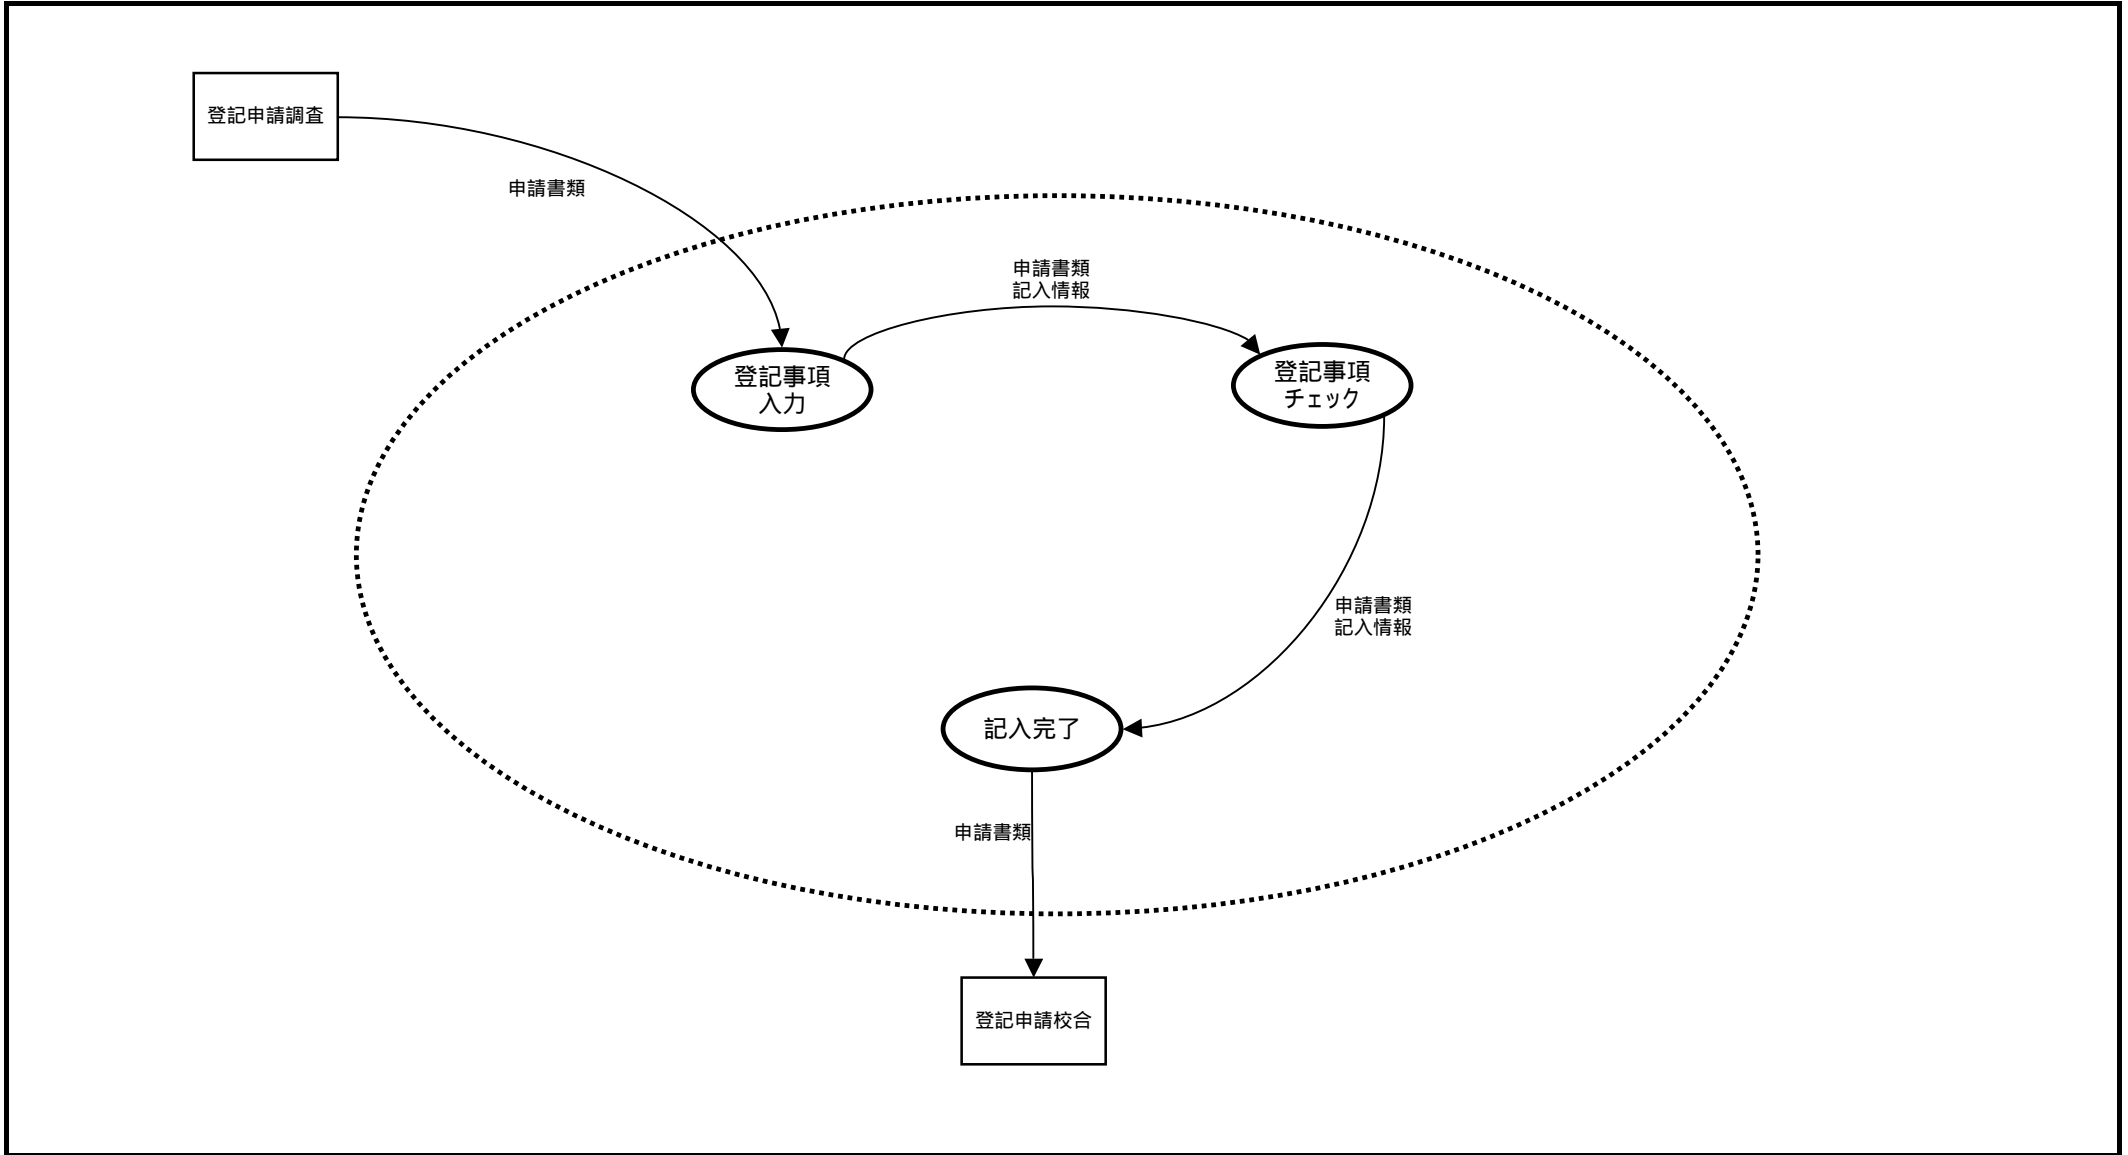 登記申請調査
申請書類
申請書類
記入情報
登記事項
入力
登記事項
チェック
申請書類
記入情報
記入完了
申請書類
登記申請校合